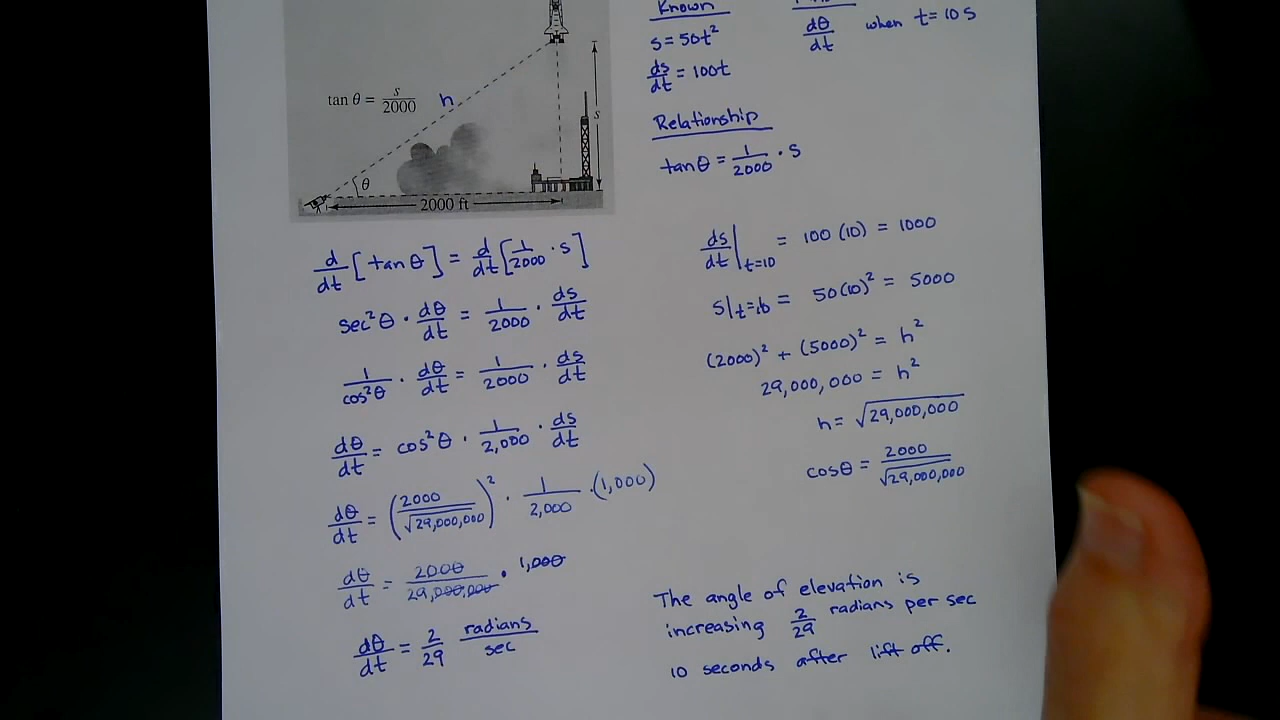 Known
s = 50t²
ds/dt = 100t
dθ/dt when t = 10 s
tan θ = s/2000
h
s
θ
2000 ft
Relationship
tan θ = 1/2000 · s
d/dt [tan θ] = d/dt [1/2000 · s]
sec²θ · dθ/dt = 1/2000 · ds/dt
1/cos²θ · dθ/dt = 1/2000 · ds/dt
dθ/dt = cos²θ · 1/2,000 · ds/dt
dθ/dt = (2000/√29,000,000)² · 1/2,000 · (1,000)
dθ/dt = 2000/29,000,000 · 1,000
dθ/dt = 2/29 radians/sec
ds/dt|t=10 = 100(10) = 1000
s|t=10 = 50(10)² = 5000
(2000)² + (5000)² = h²
29,000,000 = h²
h = √29,000,000
cosθ = 2000/√29,000,000
The angle of elevation is
increasing 2/29 radians per sec
10 seconds after lift off.